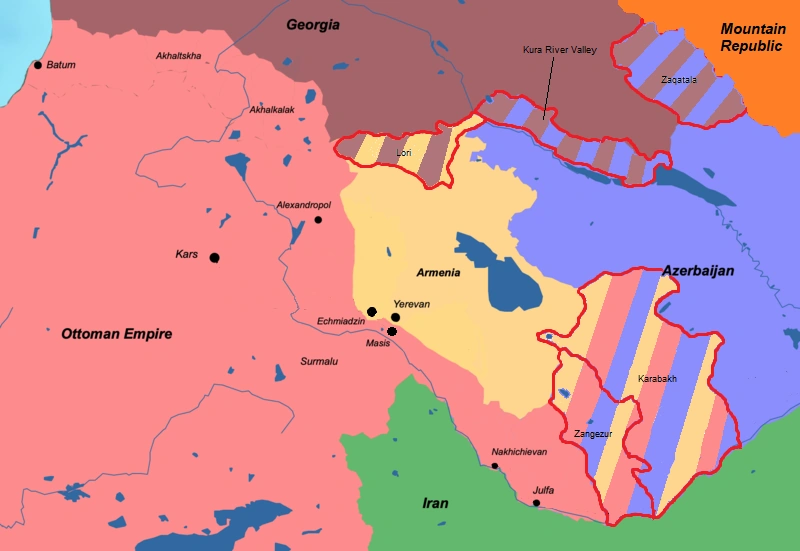 Georgia
Mountain
Republic
Kura River Valley
Akhaltskha
Batum
Zaqatala
Akhalkalak
Lori
Alexandropol
Kars
Armenia
Azerbaijan
Yerevan
Echmiadzin
Masis
Ottoman Empire
Surmalu
Karabakh
Zangezur
Nakhichievan
Julfa
Iran